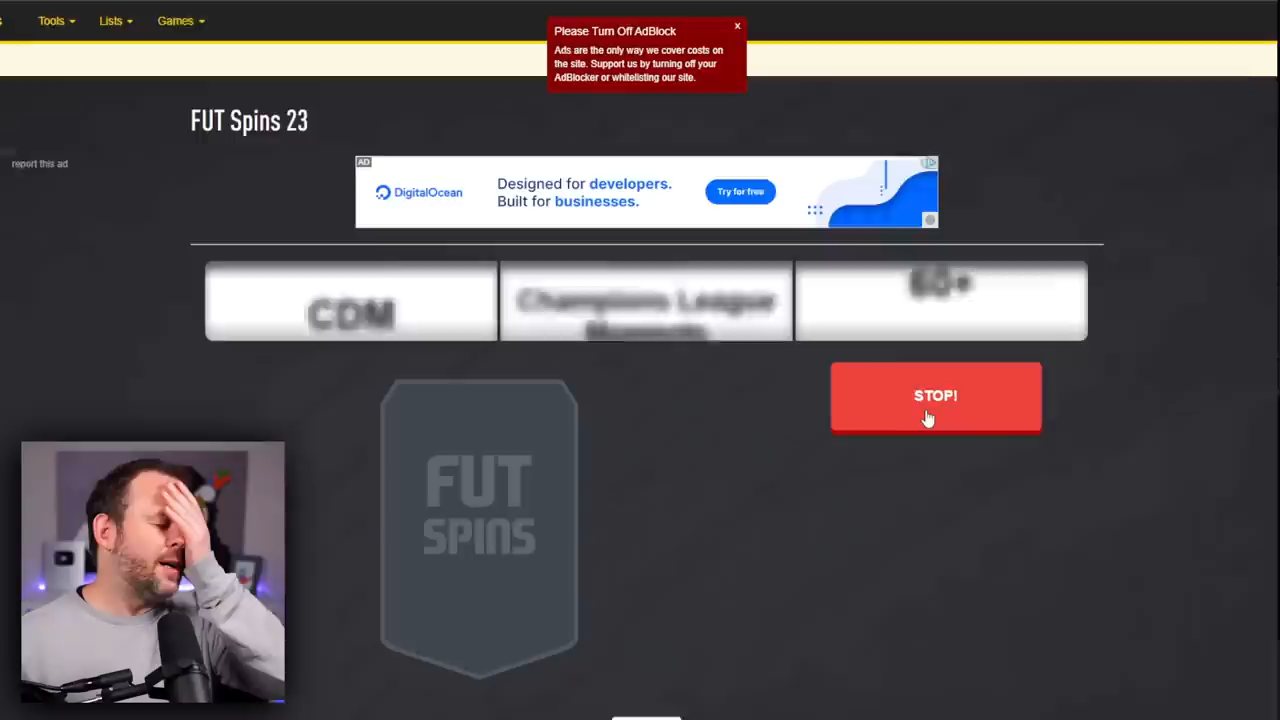 Tools
Lists
Games
Please Turn Off AdBlock
x
Ads are the only way we cover costs on
the site. Support us by turning off your
AdBlocker or whitelisting our site.
FUT Spins 23
report this ad
AD
DigitalOcean
Designed for developers.
Built for businesses.
Try for free
CDM
Champions League
Moments
60+
STOP!
FUT
SPINS